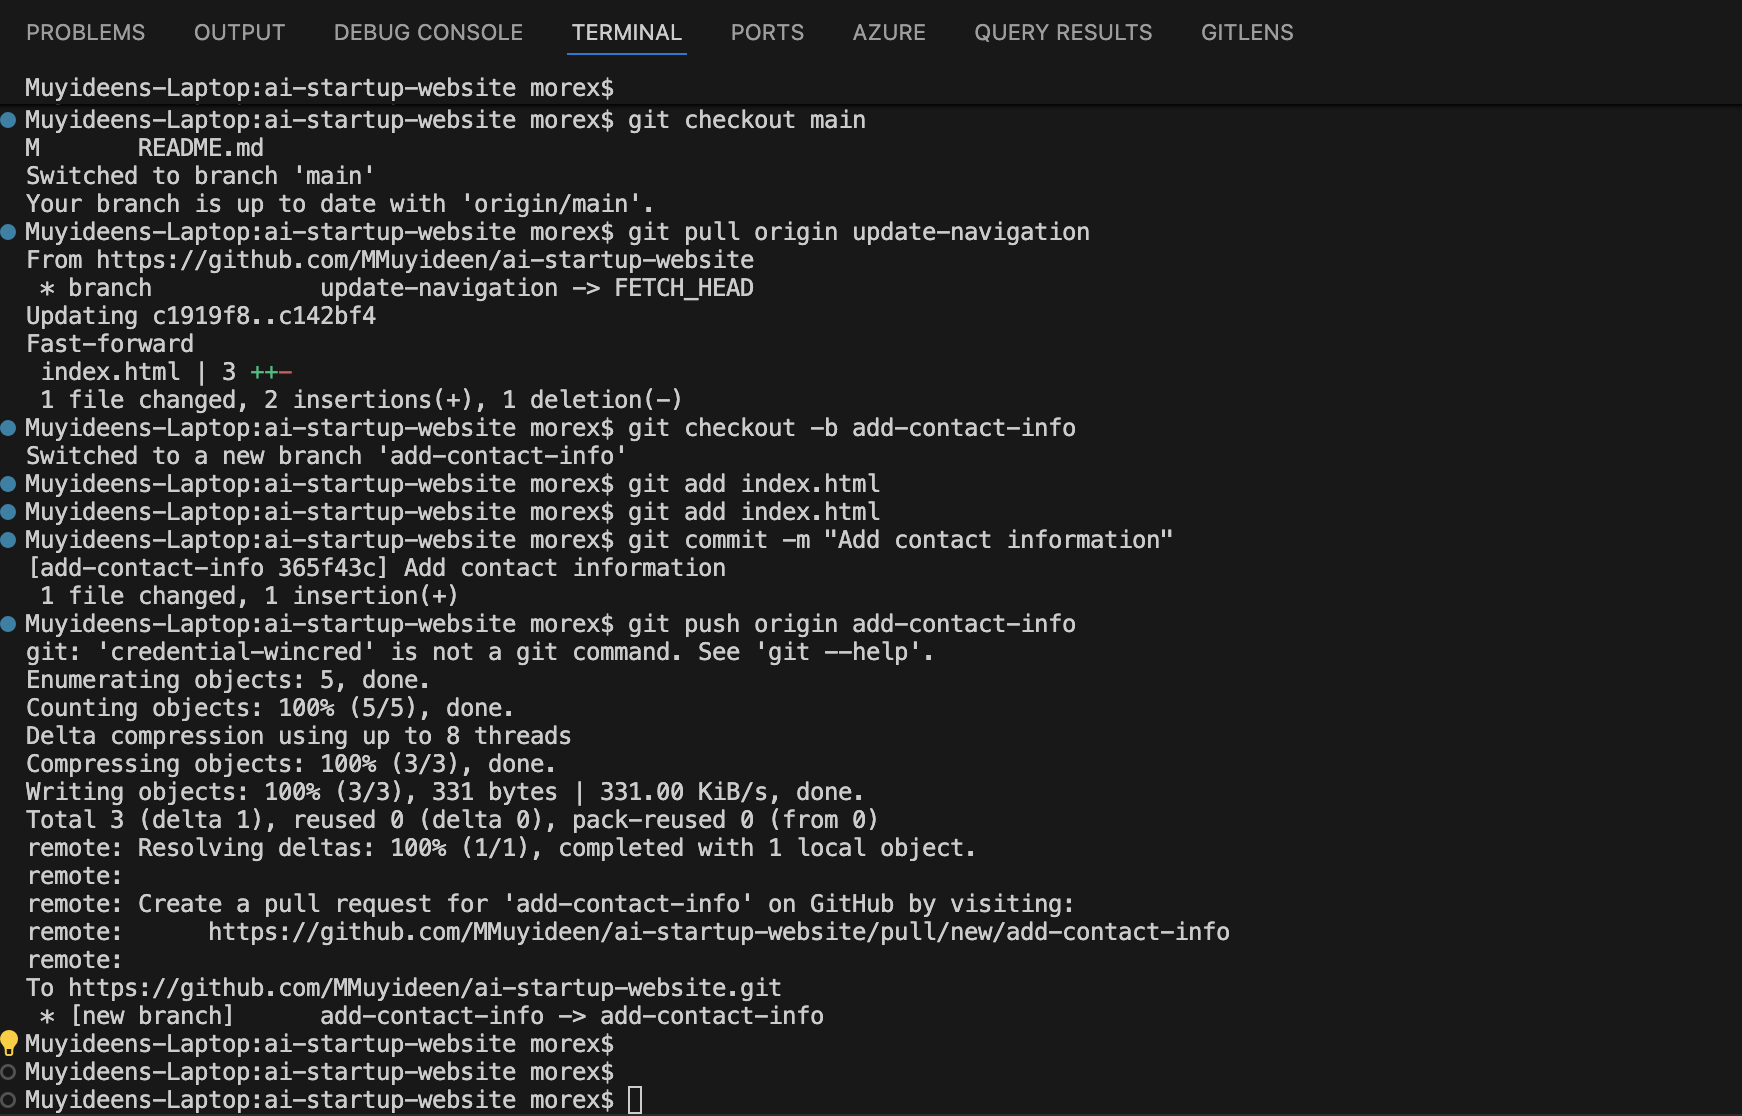 PROBLEMS OUTPUT DEBUG CONSOLE TERMINAL PORTS AZURE QUERY RESULTS GITLENS
Muyideens-Laptop:ai-startup-website morex$
Muyideens-Laptop:ai-startup-website morex$ git checkout main
M       README.md
Switched to branch 'main'
Your branch is up to date with 'origin/main'.
Muyideens-Laptop:ai-startup-website morex$ git pull origin update-navigation
From https://github.com/MMuyideen/ai-startup-website
 * branch            update-navigation -> FETCH_HEAD
Updating c1919f8..c142bf4
Fast-forward
 index.html | 3 ++-
 1 file changed, 2 insertions(+), 1 deletion(-)
Muyideens-Laptop:ai-startup-website morex$ git checkout -b add-contact-info
Switched to a new branch 'add-contact-info'
Muyideens-Laptop:ai-startup-website morex$ git add index.html
Muyideens-Laptop:ai-startup-website morex$ git add index.html
Muyideens-Laptop:ai-startup-website morex$ git commit -m "Add contact information"
[add-contact-info 365f43c] Add contact information
 1 file changed, 1 insertion(+)
Muyideens-Laptop:ai-startup-website morex$ git push origin add-contact-info
git: 'credential-wincred' is not a git command. See 'git --help'.
Enumerating objects: 5, done.
Counting objects: 100% (5/5), done.
Delta compression using up to 8 threads
Compressing objects: 100% (3/3), done.
Writing objects: 100% (3/3), 331 bytes | 331.00 KiB/s, done.
Total 3 (delta 1), reused 0 (delta 0), pack-reused 0 (from 0)
remote: Resolving deltas: 100% (1/1), completed with 1 local object.
remote:
remote: Create a pull request for 'add-contact-info' on GitHub by visiting:
remote:      https://github.com/MMuyideen/ai-startup-website/pull/new/add-contact-info
remote:
To https://github.com/MMuyideen/ai-startup-website.git
 * [new branch]      add-contact-info -> add-contact-info
Muyideens-Laptop:ai-startup-website morex$
Muyideens-Laptop:ai-startup-website morex$
Muyideens-Laptop:ai-startup-website morex$